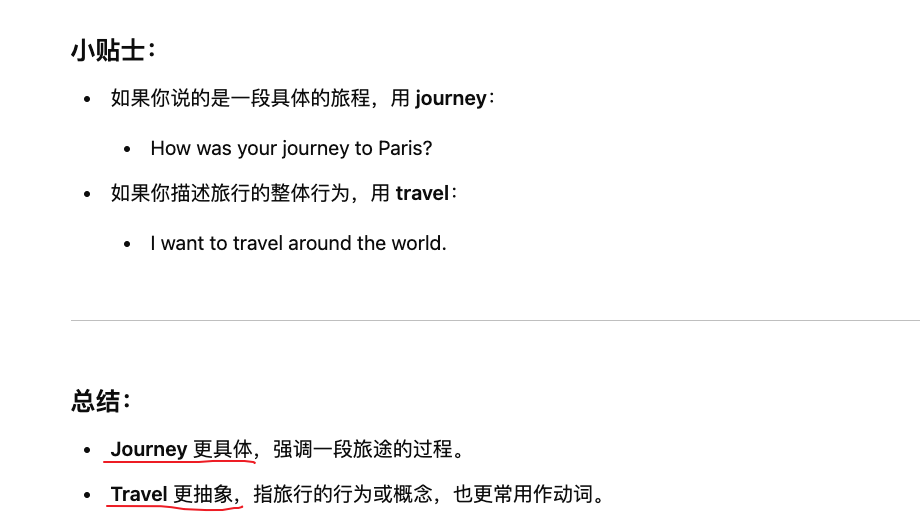 小贴士：
• 如果你说的是一段具体的旅程，用 journey：
• How was your journey to Paris?
• 如果你描述旅行的整体行为，用 travel：
• I want to travel around the world.
总结：
• Journey 更具体，强调一段旅途的过程。
• Travel 更抽象，指旅行的行为或概念，也更常用作动词。